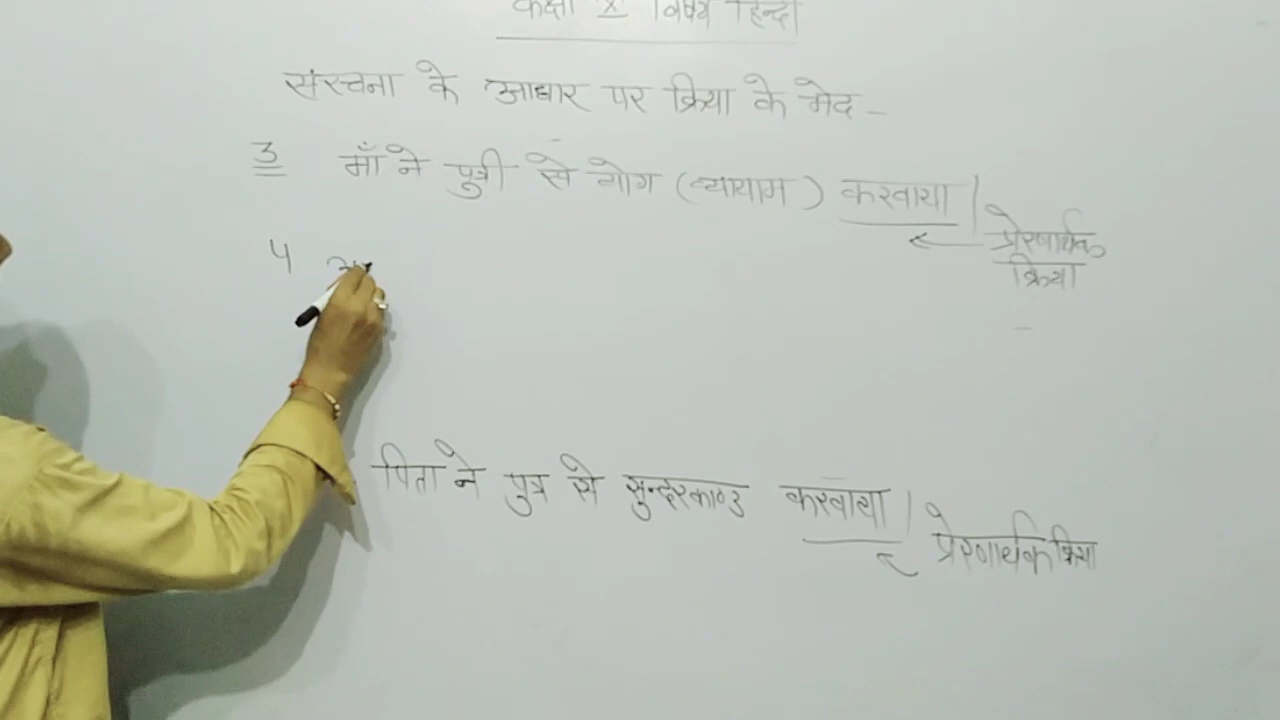 कक्षा X विषय हिन्दी
संरचना के आधार पर क्रिया के भेद -
3 माँ ने पुत्री से योग (व्यायाम) करवाया |
प्रेरणार्थक
क्रिया
4
पिता ने पुत्र से सुन्दरकाण्ड करवाया | प्रेरणार्थक क्रिया